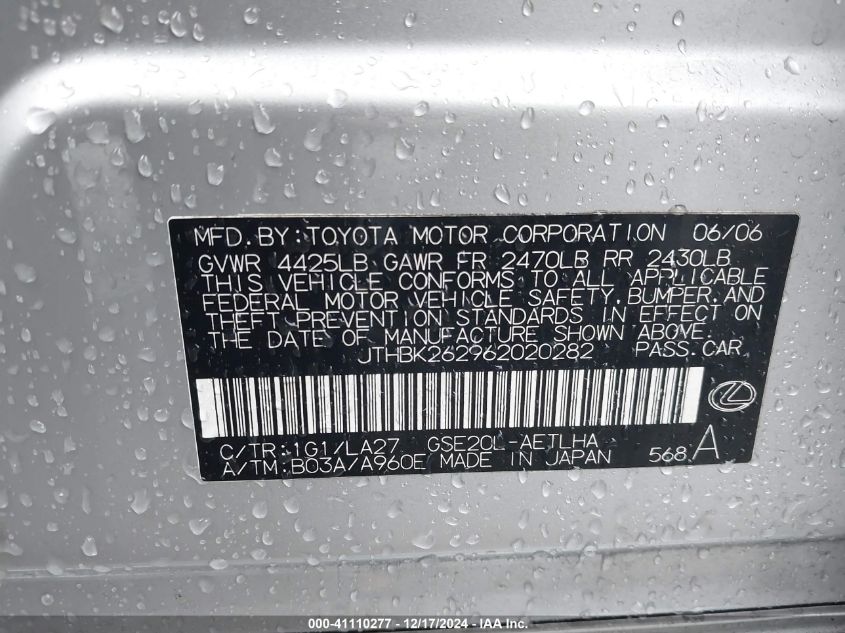 MFD. BY: TOYOTA MOTOR CORPORATION 06/06
GVWR 4425LB GAWR FR 2470LB RR 2430LB
THIS VEHICLE CONFORMS TO ALL APPLICABLE
FEDERAL MOTOR VEHICLE SAFETY, BUMPER, AND
THEFT PREVENTION STANDARDS IN EFFECT ON
THE DATE OF MANUFACTURE SHOWN ABOVE.
JTHBK262962020282 PASS. CAR
C/TR: 1G1/LA27 GSE20L-AETLHA
A/TM: B03A/A960E MADE IN JAPAN 568 A
000-41110277 - 12/17/2024 - IAA Inc.